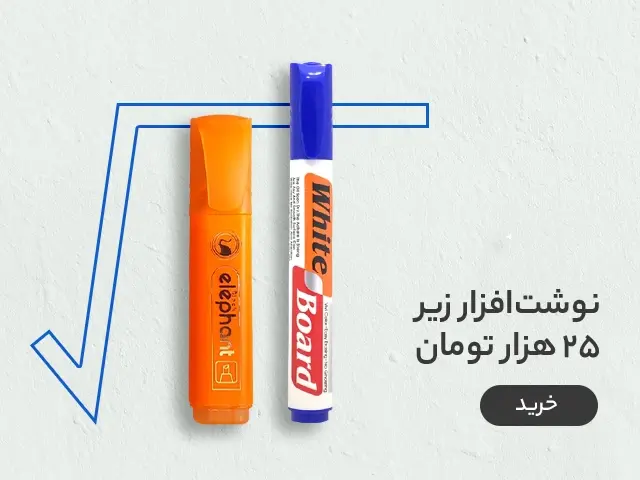 نوشت‌افزار زیر
۲۵ هزار تومان
خرید
White
Board
elephant